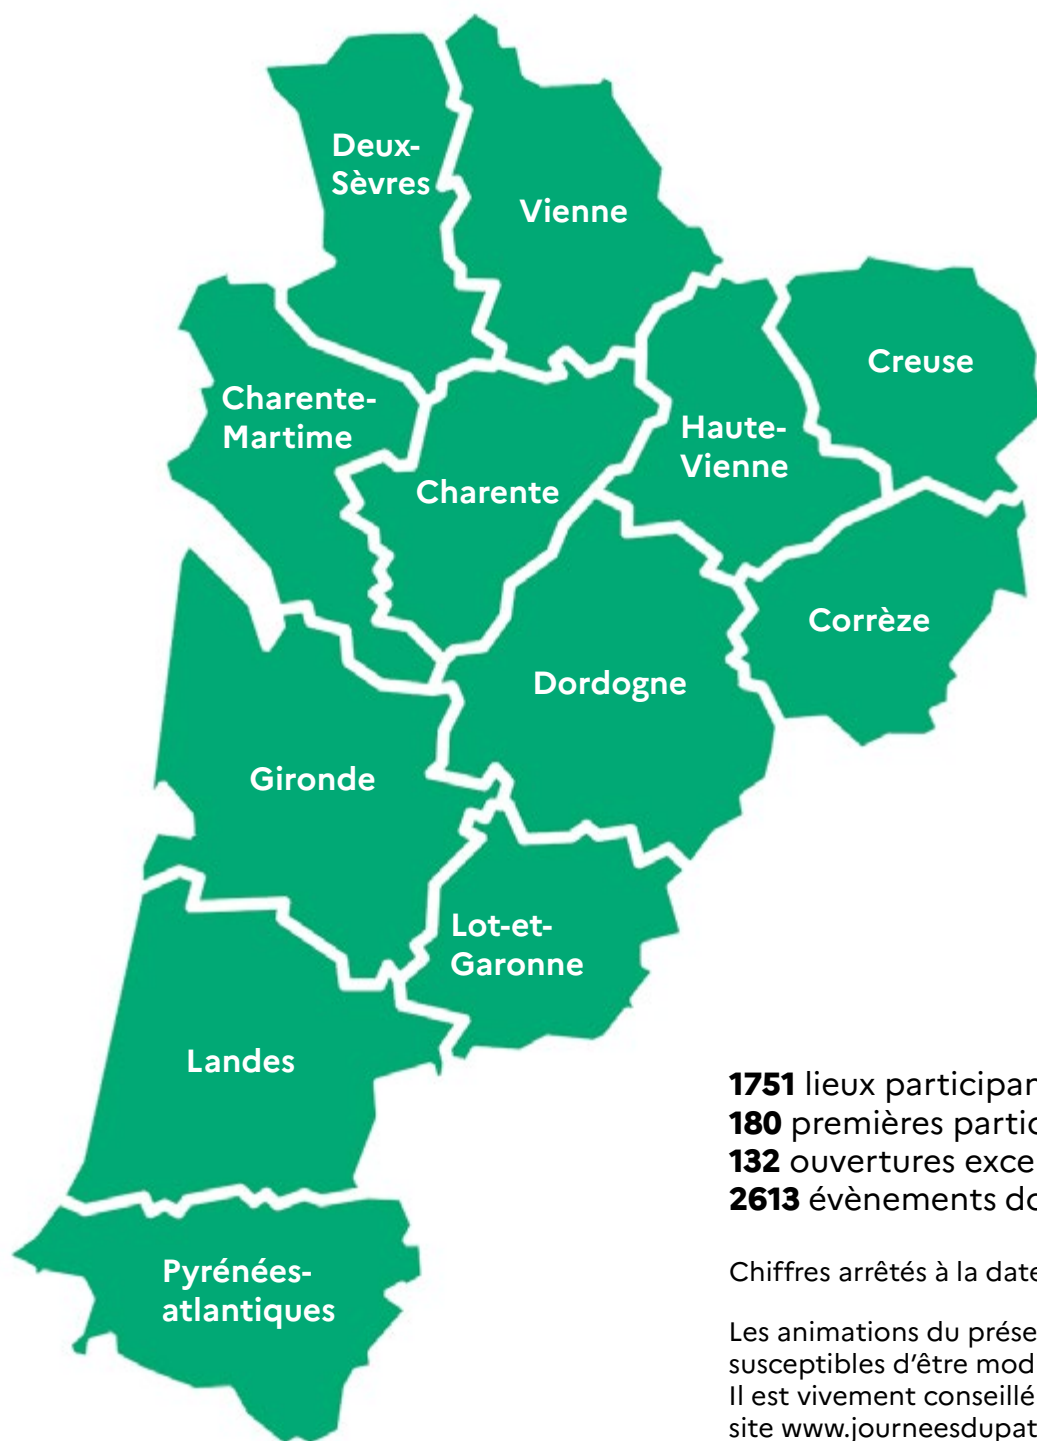 Deux-
Sèvres
Vienne
Creuse
Charente-
Martime
Haute-
Vienne
Charente
Corrèze
Dordogne
Gironde
Lot-et-
Garonne
Landes
Pyrénées-
atlantiques
1751 lieux participan
180 premières partic
132 ouvertures exce
2613 évènements do
Chiffres arrêtés à la date
Les animations du prése
susceptibles d'être mod
Il est vivement conseillé
site www.journeesdupat